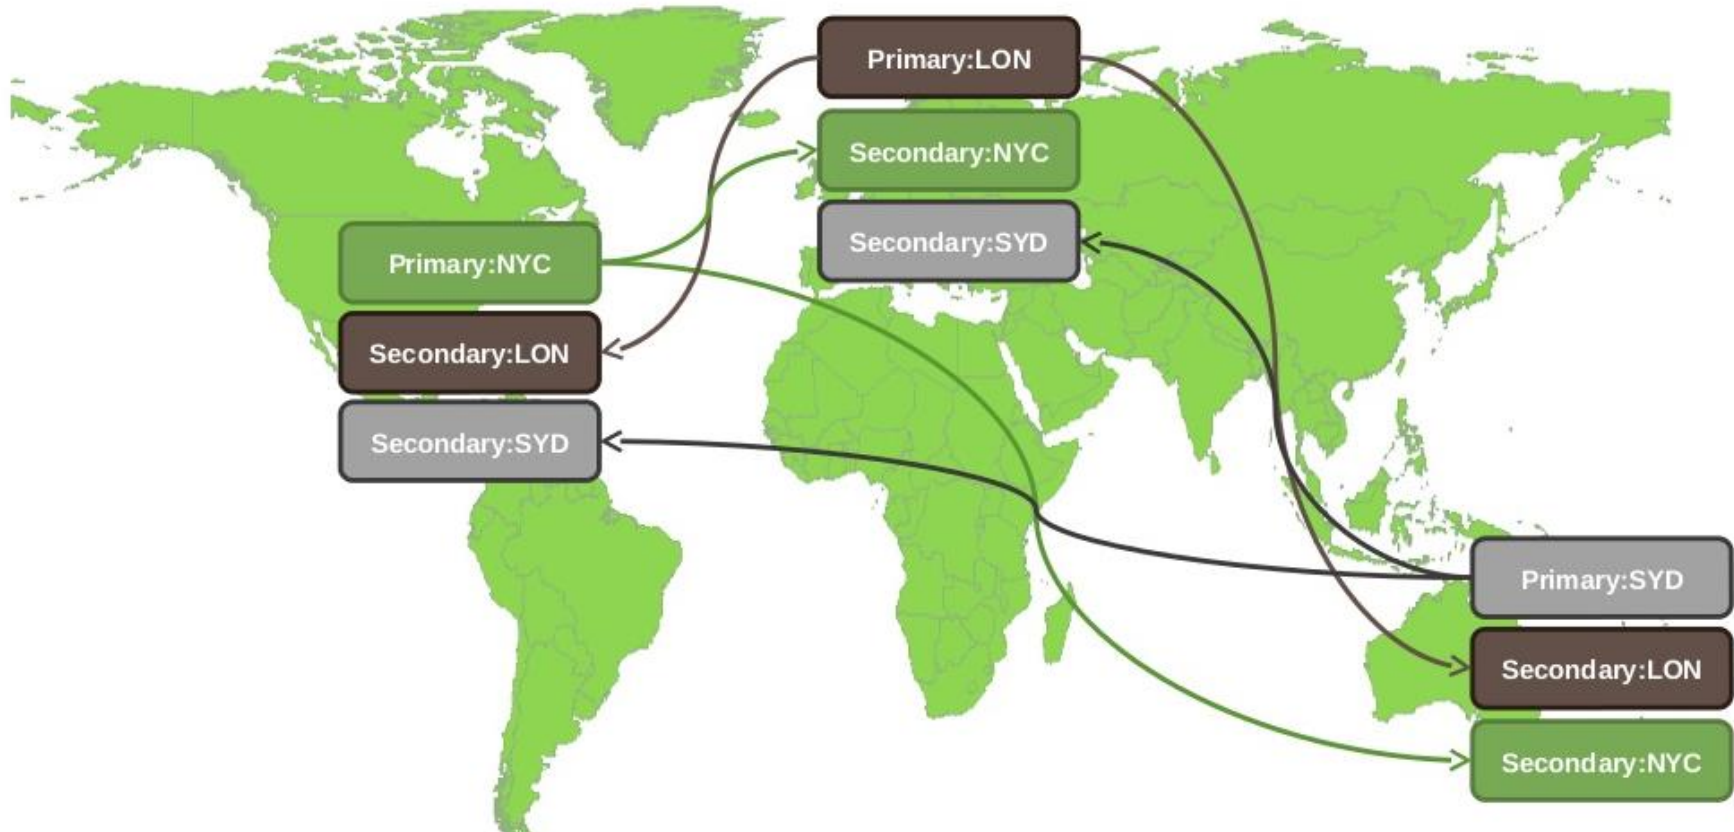 Primary:LON
Secondary:NYC
Secondary:SYD
Primary:NYC
Secondary:LON
Secondary:SYD
Primary:SYD
Secondary:LON
Secondary:NYC